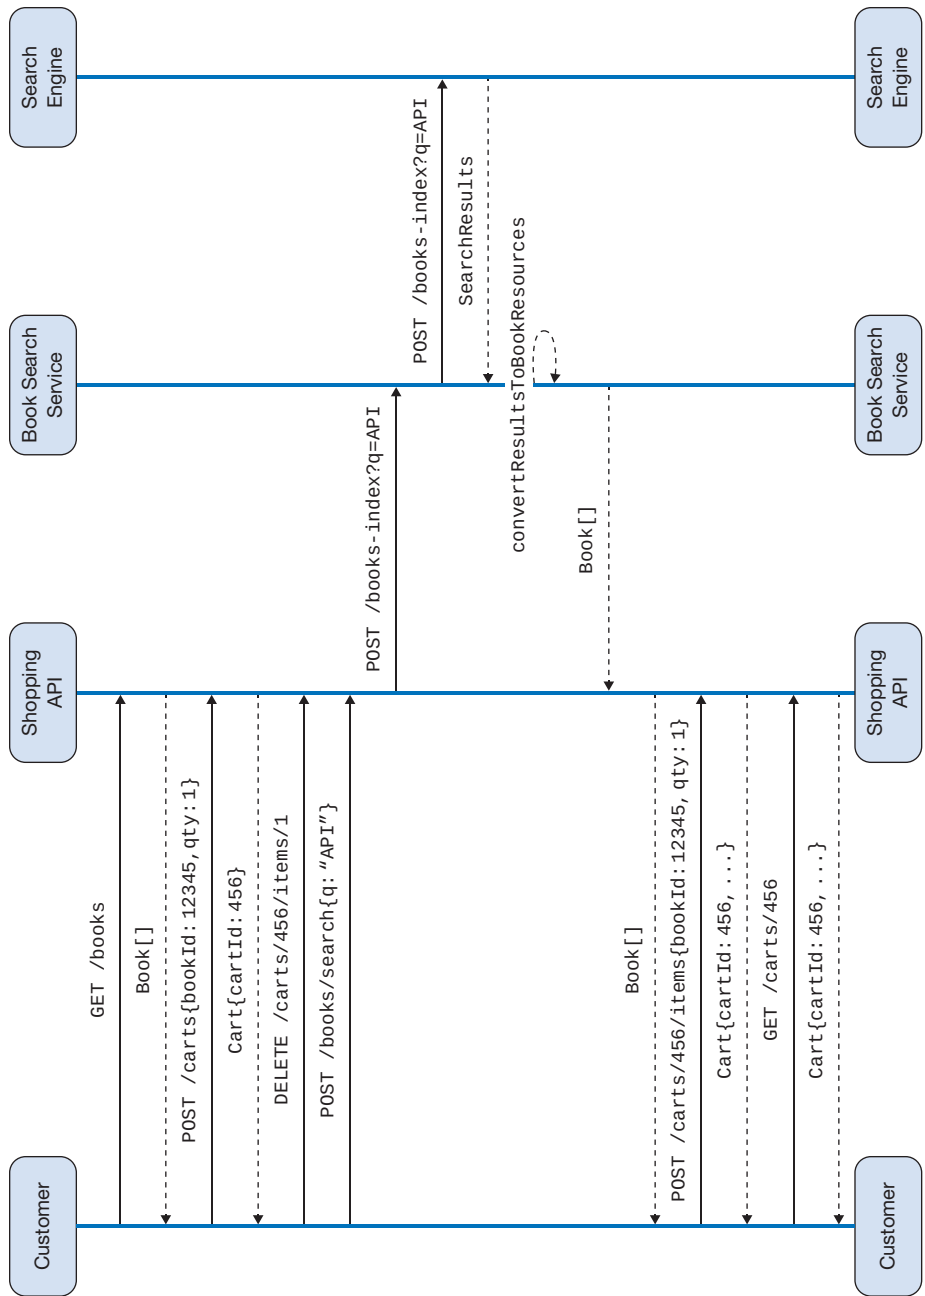 Customer
Shopping
API
Book Search
Service
Search
Engine
GET /books
Book[]
POST /carts{bookId:12345,qty:1}
Cart{cartId:456}
DELETE /carts/456/items/1
POST /books/search{q:“API”}
POST /books-index?q=API
POST /books-index?q=API
SearchResults
convertResultsToBookResources
Book[]
Book[]
POST /carts/456/items{bookId:12345,qty:1}
Cart{cartId:456,...}
GET /carts/456
Cart{cartId:456,...}
Customer
Shopping
API
Book Search
Service
Search
Engine